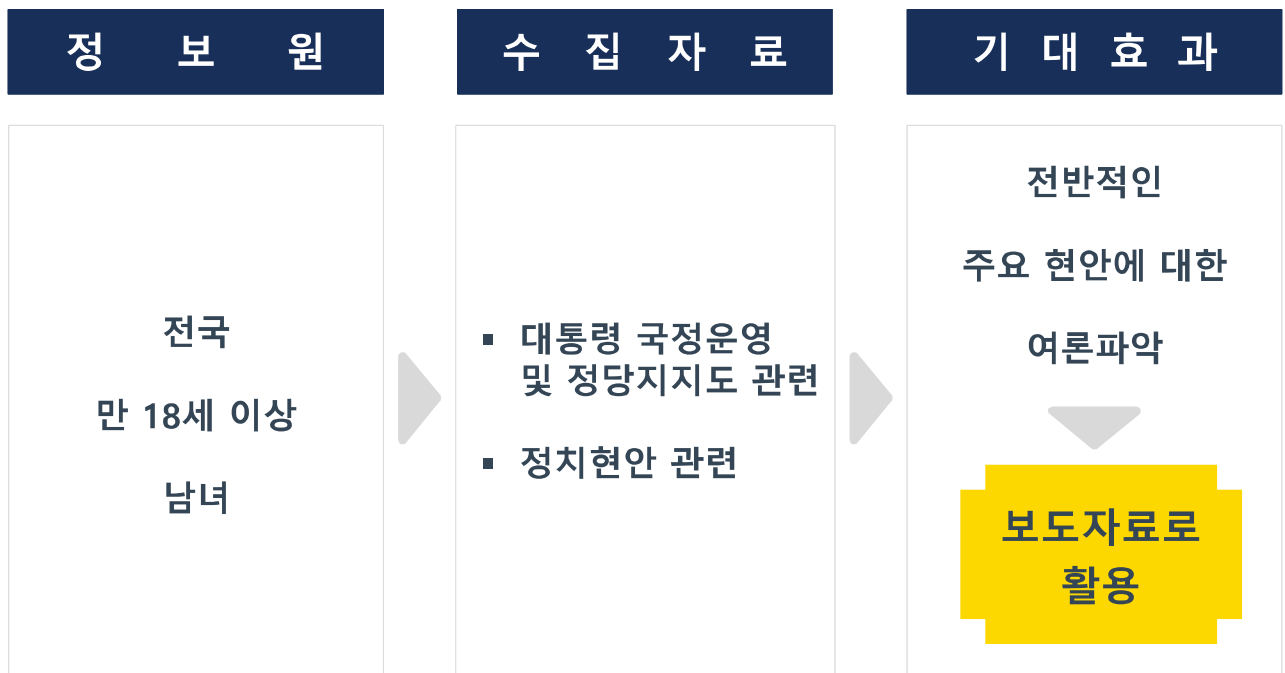 정 보 원
수 집 자 료
기 대 효 과
전국
만 18세 이상
남녀
▪ 대통령 국정운영
및 정당지지도 관련
▪ 정치현안 관련
전반적인
주요 현안에 대한
여론파악
보도자료로
활용